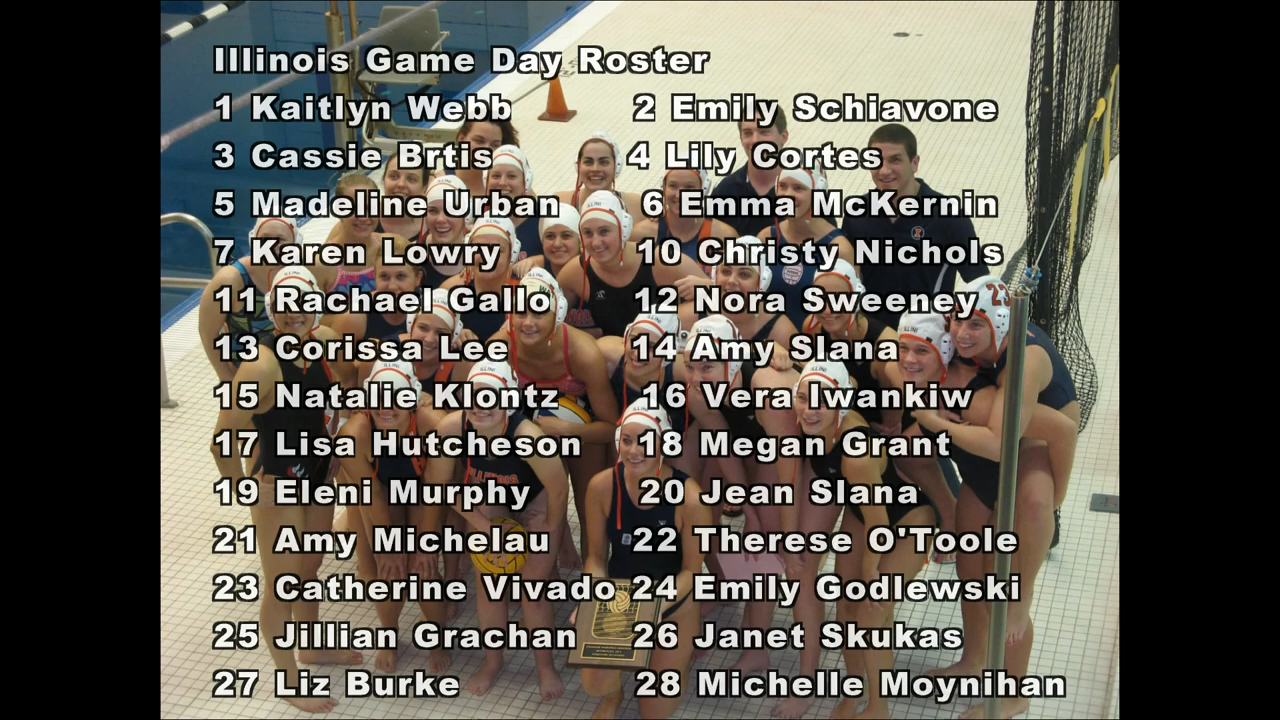 Illinois Game Day Roster
1 Kaitlyn Webb 2 Emily Schiavone
3 Cassie Brtis 4 Lily Cortes
5 Madeline Urban 6 Emma McKernin
7 Karen Lowry 10 Christy Nichols
11 Rachael Gallo 12 Nora Sweeney
13 Corissa Lee 14 Amy Slana
15 Natalie Klontz 16 Vera Iwankiw
17 Lisa Hutcheson 18 Megan Grant
19 Eleni Murphy 20 Jean Slana
21 Amy Michelau 22 Therese O'Toole
23 Catherine Vivado 24 Emily Godlewski
25 Jillian Grachan 26 Janet Skukas
27 Liz Burke 28 Michelle Moynihan